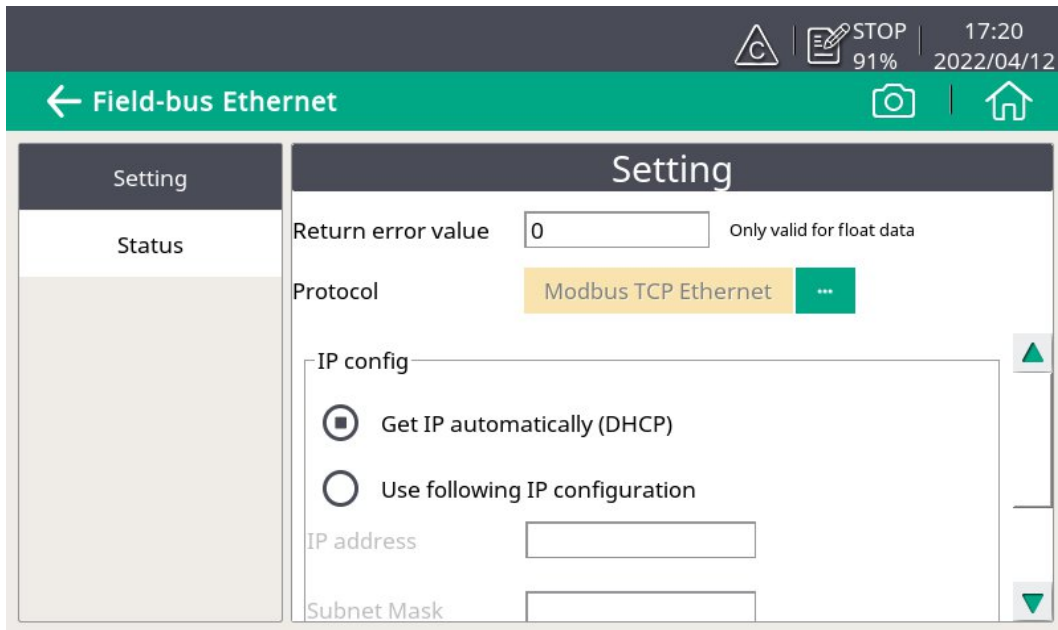 C
STOP
91%
17:20
2022/04/12
Field-bus Ethernet
Setting
Status
Setting
Return error value
0
Only valid for float data
Protocol
Modbus TCP Ethernet
...
IP config
Get IP automatically (DHCP)
Use following IP configuration
IP address
Subnet Mask